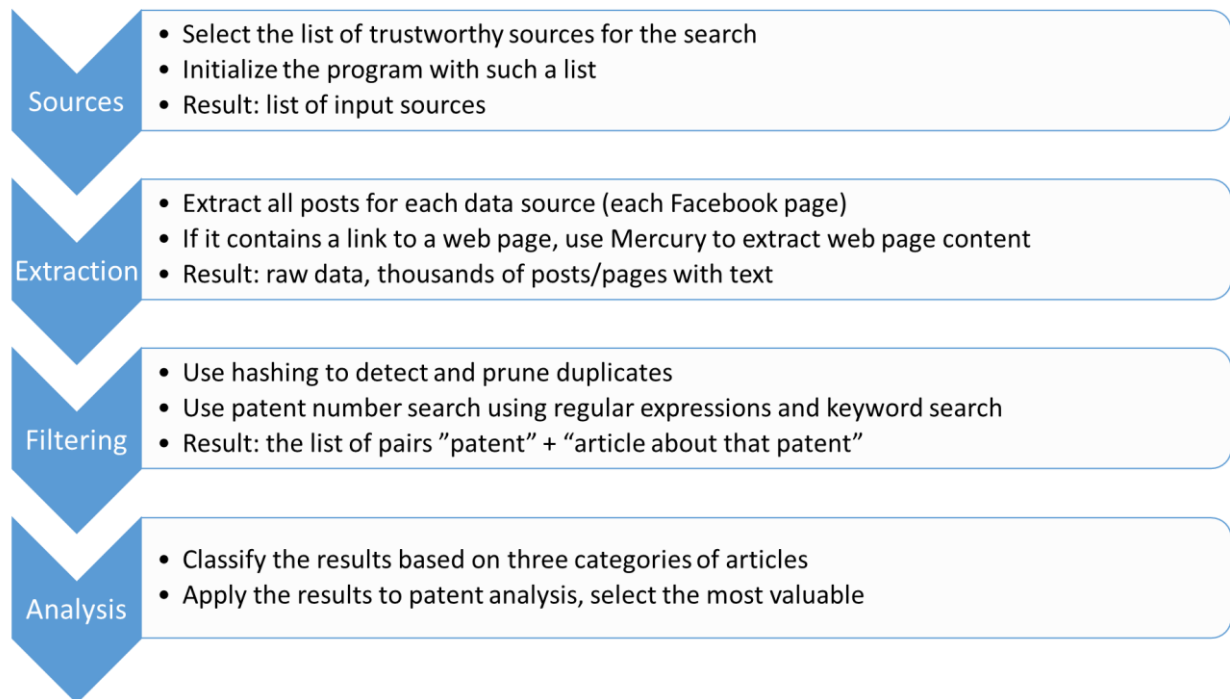 Sources
• Select the list of trustworthy sources for the search
• Initialize the program with such a list
• Result: list of input sources
Extraction
• Extract all posts for each data source (each Facebook page)
• If it contains a link to a web page, use Mercury to extract web page content
• Result: raw data, thousands of posts/pages with text
Filtering
• Use hashing to detect and prune duplicates
• Use patent number search using regular expressions and keyword search
• Result: the list of pairs ”patent” + “article about that patent”
Analysis
• Classify the results based on three categories of articles
• Apply the results to patent analysis, select the most valuable